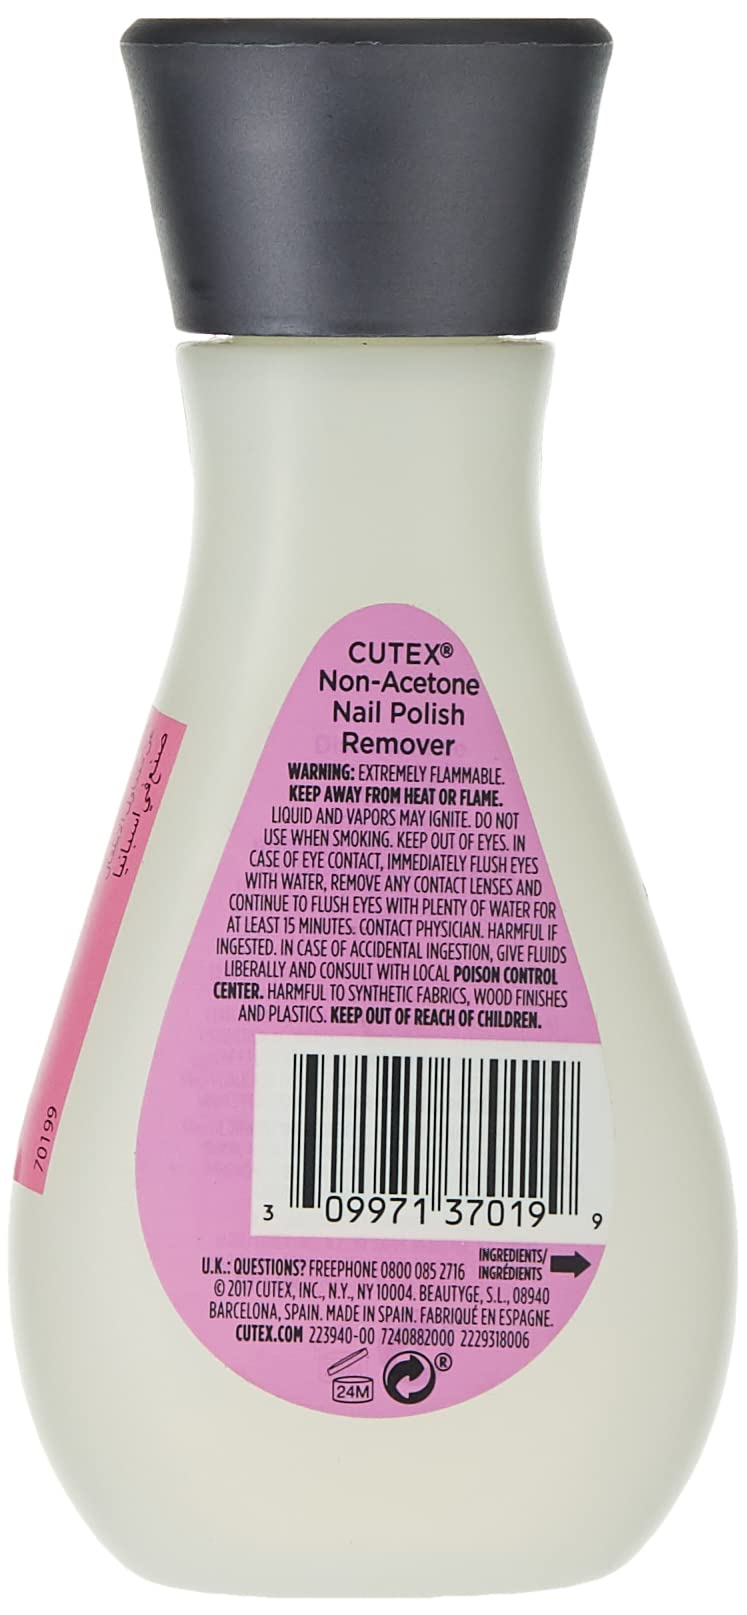 CUTEX®
Non-Acetone
Nail Polish
Remover
WARNING: EXTREMELY FLAMMABLE.
KEEP AWAY FROM HEAT OR FLAME.
LIQUID AND VAPORS MAY IGNITE. DO NOT
USE WHEN SMOKING. KEEP OUT OF EYES. IN
CASE OF EYE CONTACT, IMMEDIATELY FLUSH EYES
WITH WATER, REMOVE ANY CONTACT LENSES AND
CONTINUE TO FLUSH EYES WITH PLENTY OF WATER FOR
AT LEAST 15 MINUTES. CONTACT PHYSICIAN. HARMFUL IF
INGESTED. IN CASE OF ACCIDENTAL INGESTION, GIVE FLUIDS
LIBERALLY AND CONSULT WITH LOCAL POISON CONTROL
CENTER. HARMFUL TO SYNTHETIC FABRICS, WOOD FINISHES
AND PLASTICS. KEEP OUT OF REACH OF CHILDREN.
صنع في اسبانيا
70199
3 09971 37019 9
INGREDIENTS/
INGRÉDIENTS
U.K.: QUESTIONS? FREEPHONE 0800 085 2716
© 2017 CUTEX, INC., N.Y., NY 10004. BEAUTYGE, S.L., 08940
BARCELONA, SPAIN. MADE IN SPAIN. FABRIQUÉ EN ESPAGNE.
CUTEX.COM 223940-00 7240882000 2229318006
24M ®